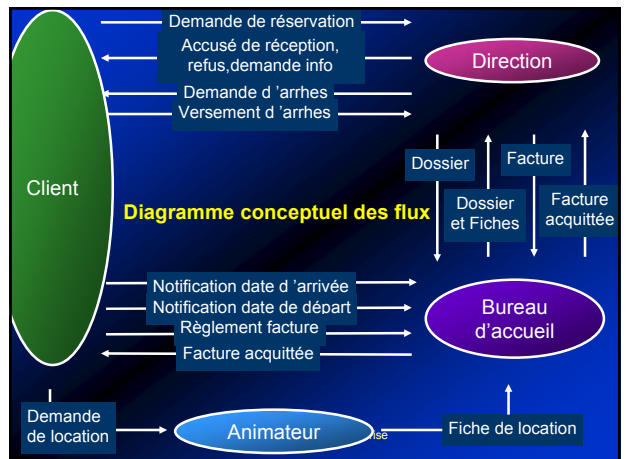 Demande de réservation
Accusé de réception,
refus,demande info
Direction
Demande d 'arrhes
Versement d 'arrhes
Dossier
Facture
Client
Dossier
et Fiches
Facture
acquittée
Diagramme conceptuel des flux
Notification date d 'arrivée
Notification date de départ
Règlement facture
Facture acquittée
Bureau
d'accueil
Demande
de location
Animateur
Fiche de location